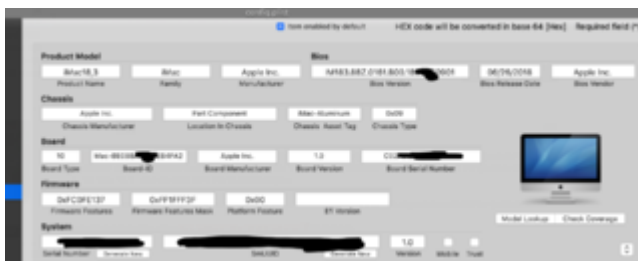 Item enabled by default HEX code will be converted in base 64 [Hex] Required field (*
Product Model Bios
iMac18,3 iMac Apple Inc. 06/26/2018 Apple Inc.
Product Name Family Manufacturer Bios Version Bios Release Date Bios Vendor
Chassis
Apple Inc. Part Component iMac-Aluminum 0x09
Chassis Manufacturer Location In Chassis Chassis Asset Tag Chassis Type
Board
10 Apple Inc. 1.0
Board Type Board-ID Board Manufacturer Board Version Board Serial Number
Firmware
0xFC0FE137 0xFF1FFF3F 0x00
Firmware Features Firmware Features Mask Platform Feature EFI Version
Model Lookup Check Coverage
System
1.0
Serial Number Generate New SmUUID Generate New Version Mobile Trust